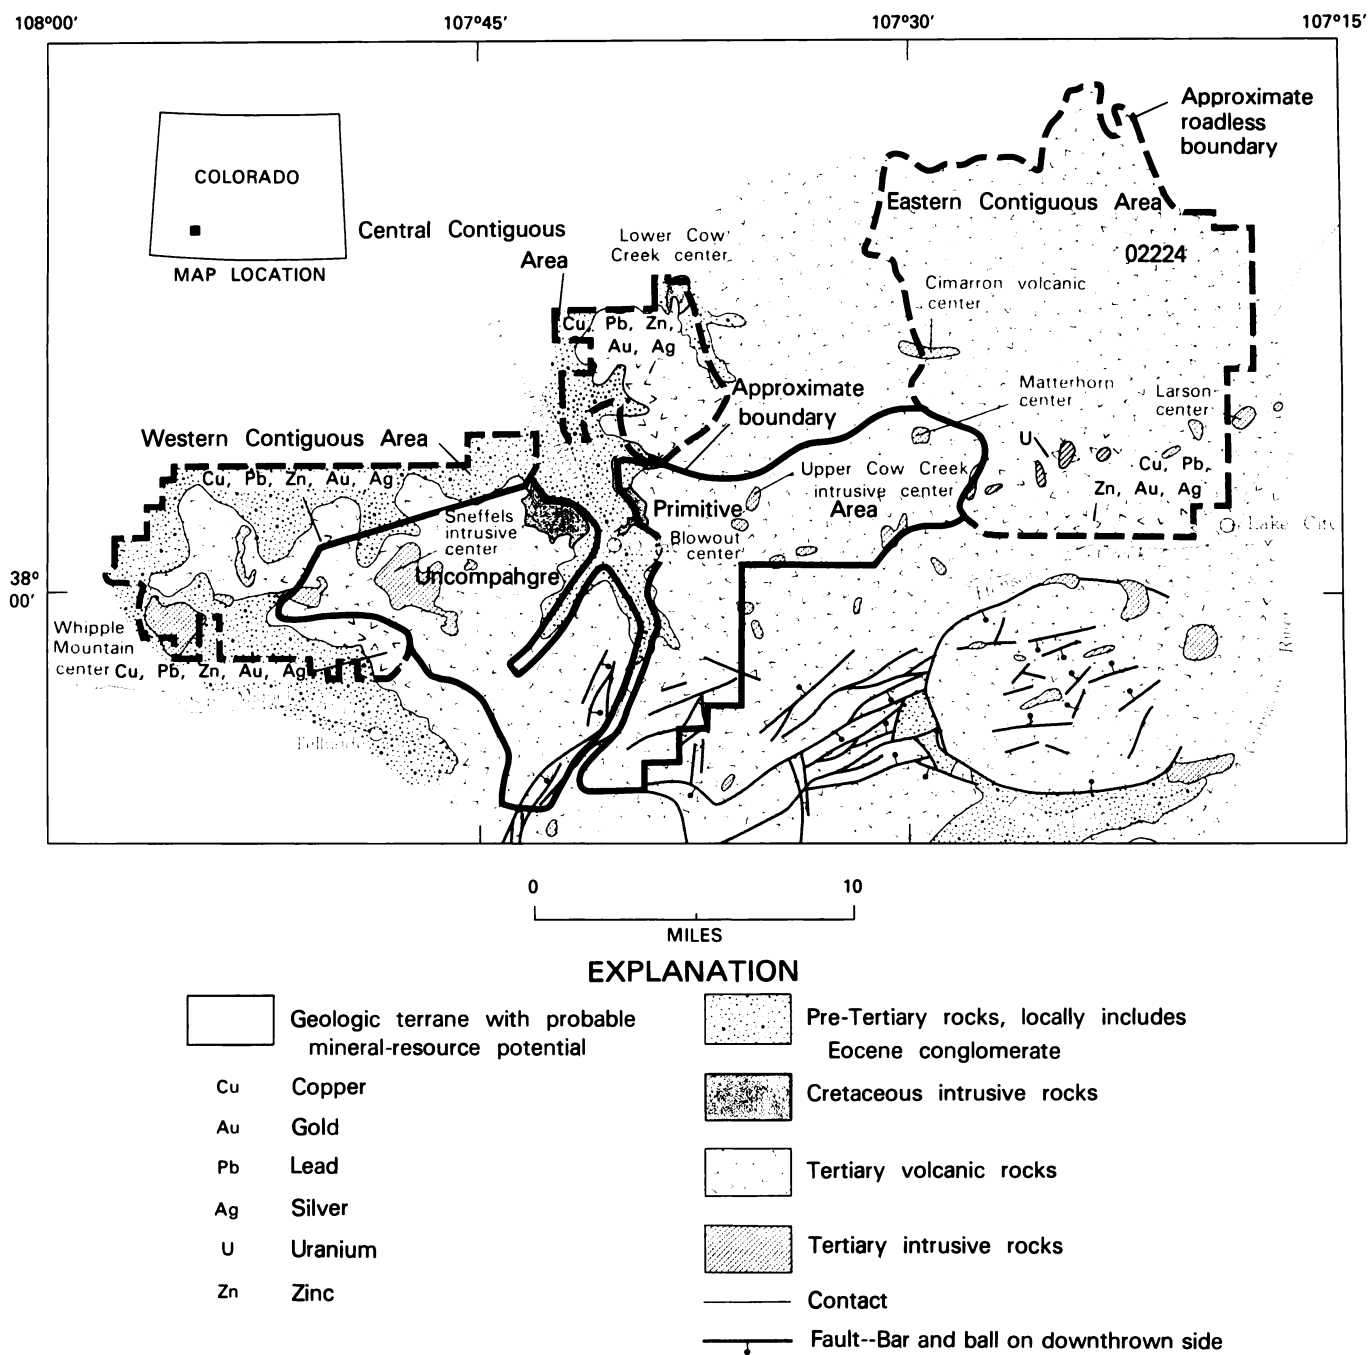 108°00′
107°45′
107°30′
107°15′
Approximate
roadless
boundary
COLORADO
MAP LOCATION
Central Contiguous
Area
Lower Cow
Creek center
Eastern Contiguous Area
02224
Cimarron volcanic
center
Cu, Pb, Zn,
Au, Ag
Approximate
boundary
Matterhorn
center
Larson
center
Western Contiguous Area
U
Cu, Pb, Zn, Au, Ag
Upper Cow Creek
intrusive center
Area
Cu, Pb,
Zn, Au, Ag
Sneffels
intrusive
center
Primitive
Blowout
center
Lake City
38°
00′
Uncompahgre
Whipple
Mountain
center
Cu, Pb, Zn, Au, Ag
River
Telluride
0
10
MILES
EXPLANATION
Geologic terrane with probable
mineral-resource potential
Cu Copper
Au Gold
Pb Lead
Ag Silver
U Uranium
Zn Zinc
Pre-Tertiary rocks, locally includes
Eocene conglomerate
Cretaceous intrusive rocks
Tertiary volcanic rocks
Tertiary intrusive rocks
Contact
Fault--Bar and ball on downthrown side